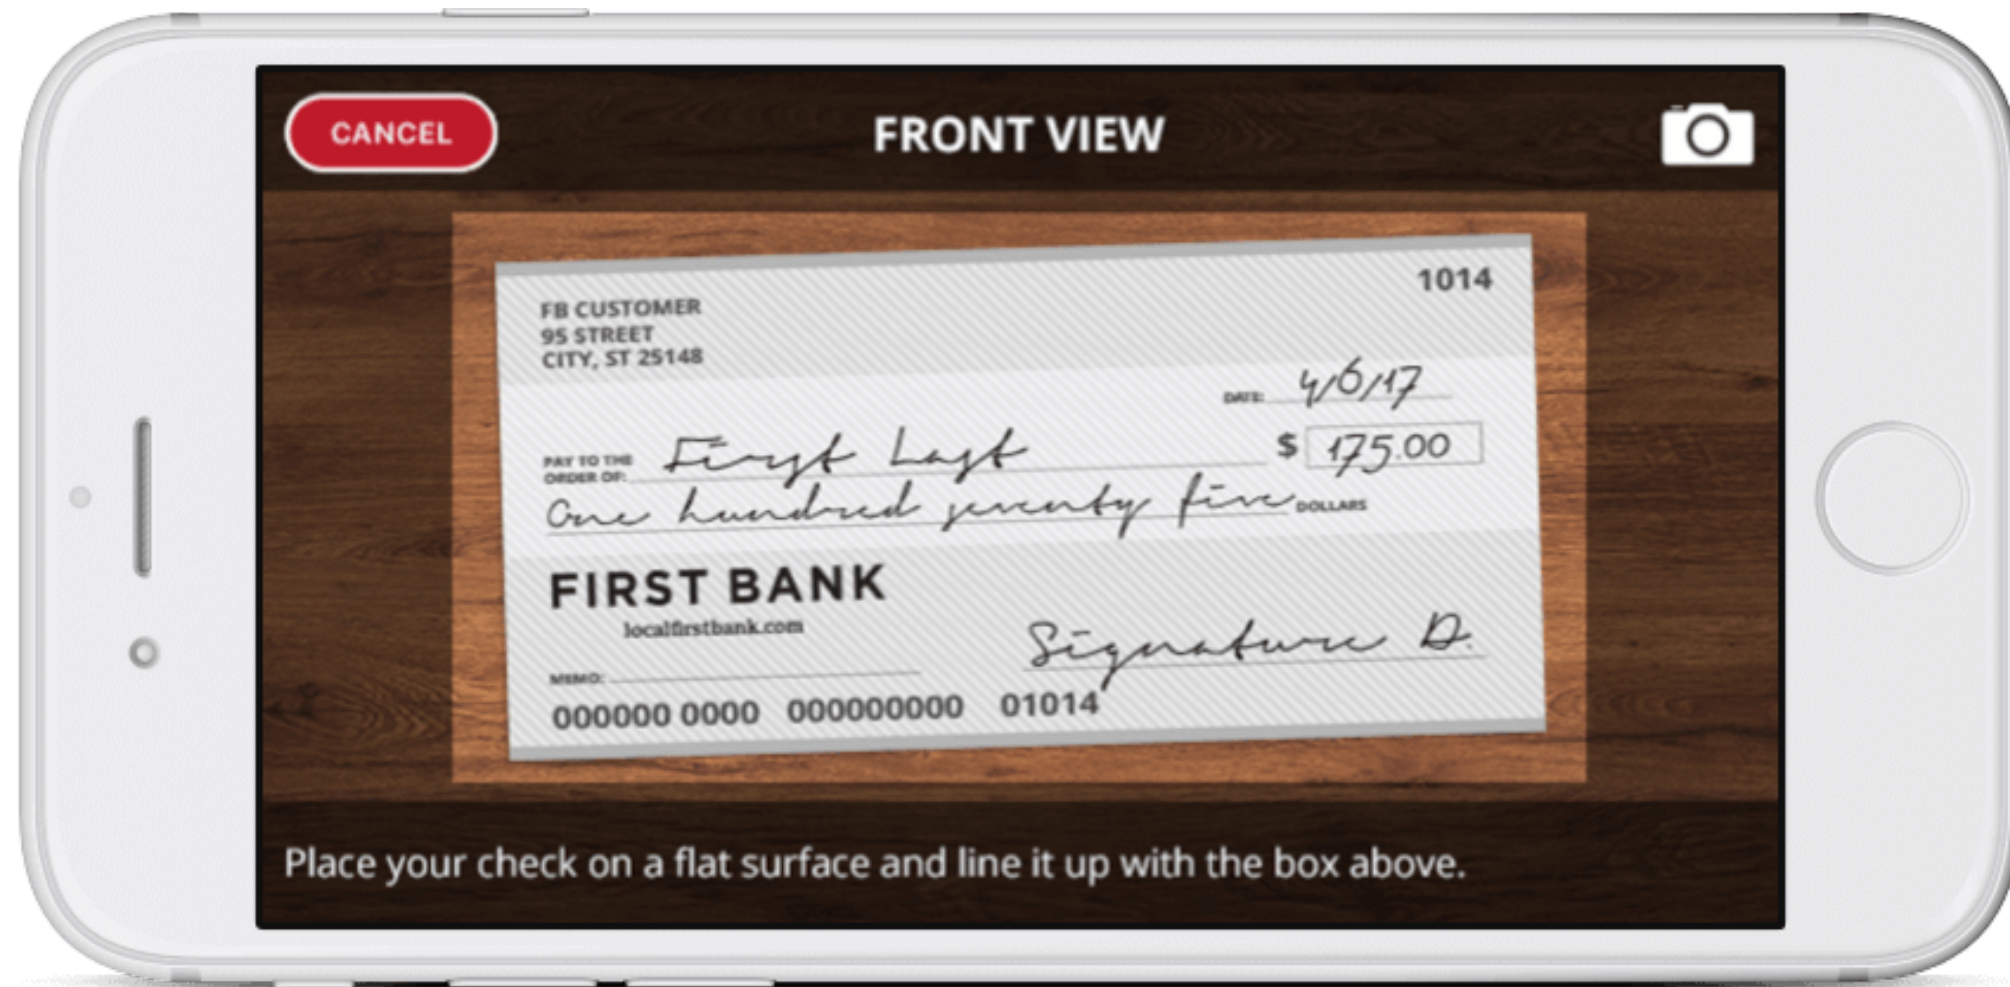 CANCEL FRONT VIEW
FB CUSTOMER 1014
95 STREET
CITY, ST 25148
DATE: 4/6/17
PAY TO THE ORDER OF: First Last $ 175.00
One hundred seventy five DOLLARS
FIRST BANK
localfirstbank.com
Signature D.
MEMO:
000000 0000 000000000 01014
Place your check on a flat surface and line it up with the box above.